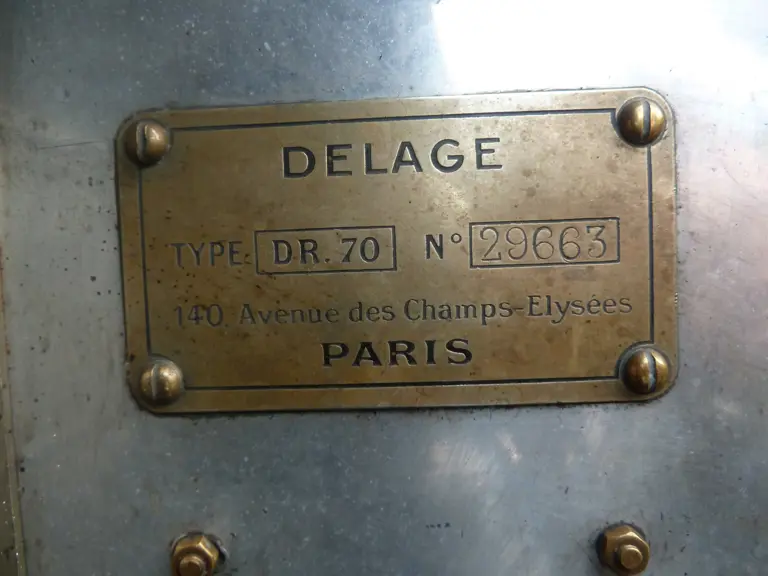 DELAGE
TYPE DR. 70 N° 29663
140 Avenue des Champs-Elysées
PARIS